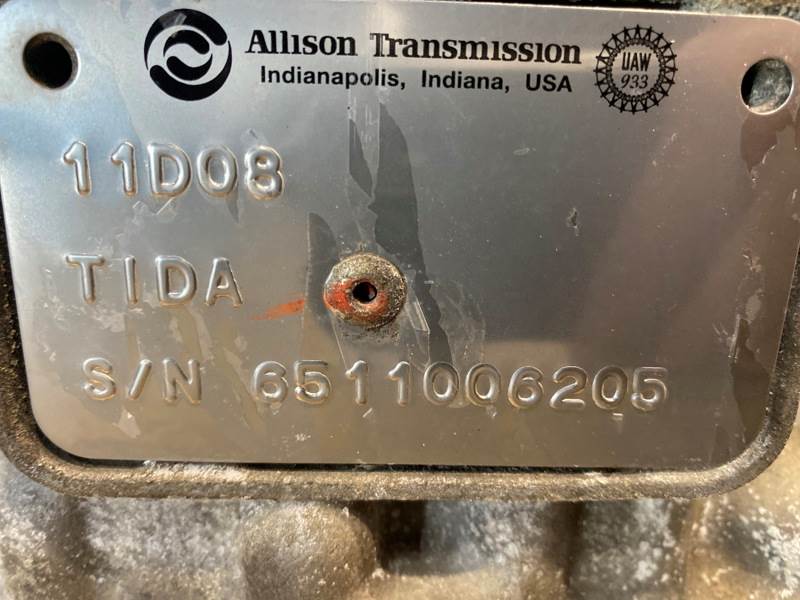 Allison Transmission
Indianapolis, Indiana, USA
UAW
933
11D08
TIDA
S/N 6511006205